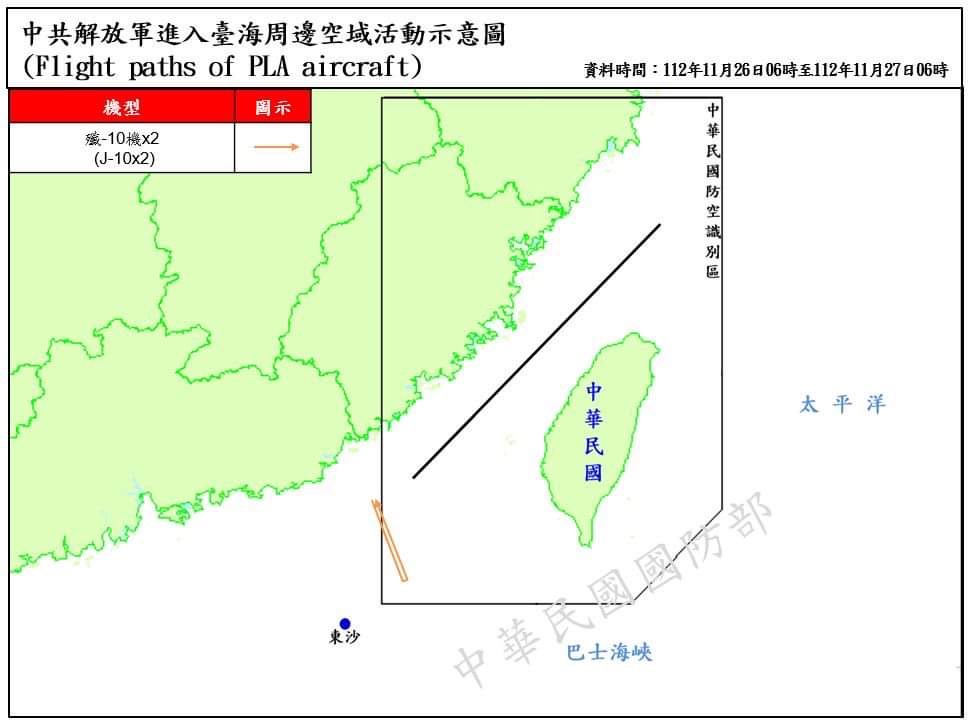 中共解放軍進入臺海周邊空域活動示意圖
(Flight paths of PLA aircraft)
資料時間：112年11月26日06時至112年11月27日06時
機型
圖示
殲-10機x2
(J-10x2)
中華民國防空識別區
中華民國
太平洋
東沙
巴士海峽
中華民國國防部